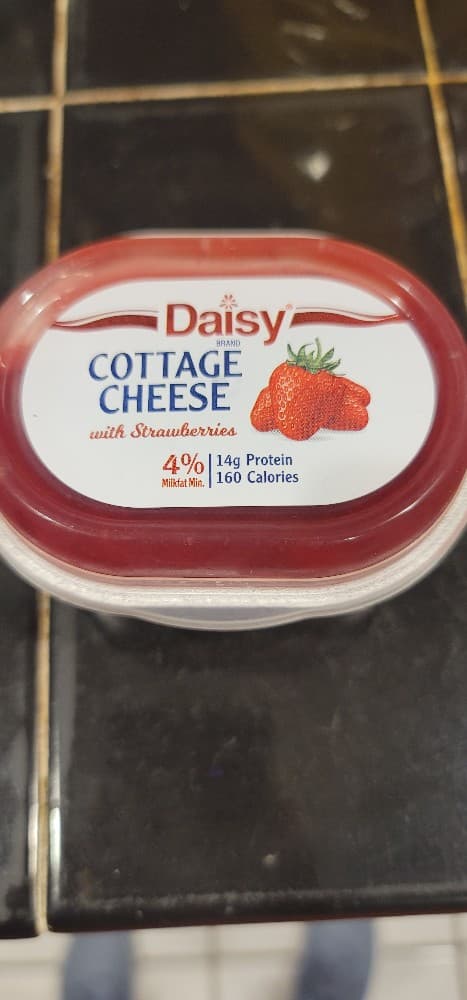 Daisy
BRAND
COTTAGE
CHEESE
with Strawberries
4% 14g Protein
Milkfat Min. 160 Calories